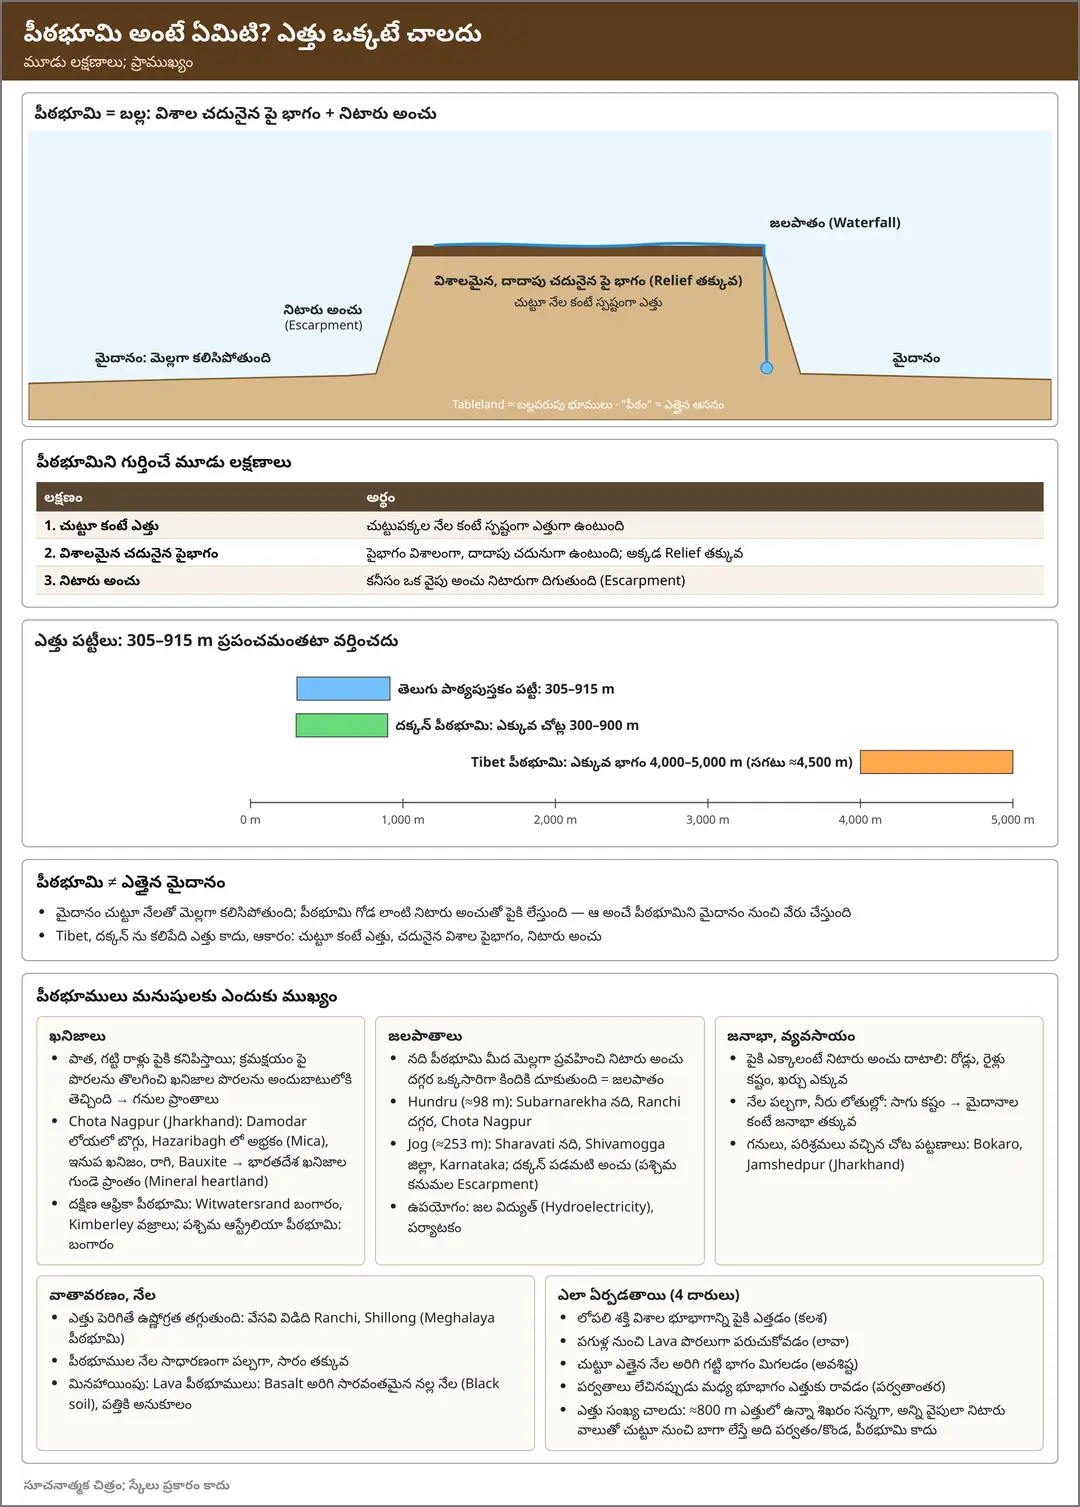 పీఠభూమి అంటే ఏమిటి? ఎత్తు ఒక్కటే చాలదు
మూడు లక్షణాలు; ప్రాముఖ్యం
పీఠభూమి = బల్ల: విశాల చదునైన పై భాగం + నిటారు అంచు
జలపాతం (Waterfall)
విశాలమైన, దాదాపు చదునైన పై భాగం (Relief తక్కువ)
చుట్టూ నేల కంటే స్పష్టంగా ఎత్తు
నిటారు అంచు
(Escarpment)
మైదానం: మెల్లగా కలిసిపోతుంది
మైదానం
Tableland = బల్లపరుపు భూములు · "పీఠం" = ఎత్తైన ఆసనం
పీఠభూమిని గుర్తించే మూడు లక్షణాలు
లక్షణం అర్థం
1. చుట్టూ కంటే ఎత్తు చుట్టుపక్కల నేల కంటే స్పష్టంగా ఎత్తుగా ఉంటుంది
2. విశాలమైన చదునైన పైభాగం పైభాగం విశాలంగా, దాదాపు చదునుగా ఉంటుంది; అక్కడ Relief తక్కువ
3. నిటారు అంచు కనీసం ఒక వైపు అంచు నిటారుగా దిగుతుంది (Escarpment)
ఎత్తు పట్టీలు: 305–915 m ప్రపంచమంతటా వర్తించదు
తెలుగు పాఠ్యపుస్తకం పట్టీ: 305–915 m
దక్కన్ పీఠభూమి: ఎక్కువ చోట్ల 300–900 m
Tibet పీఠభూమి: ఎక్కువ భాగం 4,000–5,000 m (సగటు ≈4,500 m)
0 m 1,000 m 2,000 m 3,000 m 4,000 m 5,000 m
పీఠభూమి ≠ ఎత్తైన మైదానం
• మైదానం చుట్టూ నేలతో మెల్లగా కలిసిపోతుంది; పీఠభూమి గోడ లాంటి నిటారు అంచుతో పైకి లేస్తుంది — ఆ అంచే పీఠభూమిని మైదానం నుంచి వేరు చేస్తుంది
• Tibet, దక్కన్ ను కలిపేది ఎత్తు కాదు, ఆకారం: చుట్టూ కంటే ఎత్తు, చదునైన విశాల పైభాగం, నిటారు అంచు
పీఠభూములు మనుషులకు ఎందుకు ముఖ్యం
ఖనిజాలు
• పాత, గట్టి రాళ్లు పైకి కనిపిస్తాయి; క్రమక్షయం పై
పొరలను తొలగించి ఖనిజాల పొరలను అందుబాటులోకి
తెచ్చింది → గనుల ప్రాంతాలు
• Chota Nagpur (Jharkhand): Damodar
లోయలో బొగ్గు, Hazaribagh లో అభ్రకం (Mica),
ఇనుప ఖనిజం, రాగి, Bauxite → భారతదేశ ఖనిజాల
గుండె ప్రాంతం (Mineral heartland)
• దక్షిణ ఆఫ్రికా పీఠభూమి: Witwatersrand బంగారం,
Kimberley వజ్రాలు; పశ్చిమ ఆస్ట్రేలియా పీఠభూమి:
బంగారం
జలపాతాలు
• నది పీఠభూమి మీద మెల్లగా ప్రవహించి నిటారు అంచు
దగ్గర ఒక్కసారిగా కిందికి దూకుతుంది = జలపాతం
• Hundru (≈98 m): Subarnarekha నది, Ranchi
దగ్గర, Chota Nagpur
• Jog (≈253 m): Sharavati నది, Shivamogga
జిల్లా, Karnataka; దక్కన్ పడమటి అంచు (పశ్చిమ
కనుమల Escarpment)
• ఉపయోగం: జల విద్యుత్ (Hydroelectricity),
పర్యాటకం
జనాభా, వ్యవసాయం
• పైకి ఎక్కాలంటే నిటారు అంచు దాటాలి: రోడ్లు, రైళ్లు
కష్టం, ఖర్చు ఎక్కువ
• నేల పల్చగా, నీరు లోతుల్లో: సాగు కష్టం → మైదానాల
కంటే జనాభా తక్కువ
• గనులు, పరిశ్రమలు వచ్చిన చోట పట్టణాలు: Bokaro,
Jamshedpur (Jharkhand)
వాతావరణం, నేల
• ఎత్తు పెరిగితే ఉష్ణోగ్రత తగ్గుతుంది: వేసవి విడిది Ranchi, Shillong (Meghalaya
పీఠభూమి)
• పీఠభూముల నేల సాధారణంగా పల్చగా, సారం తక్కువ
• మినహాయింపు: Lava పీఠభూములు: Basalt అరిగి సారవంతమైన నల్ల నేల (Black
soil), పత్తికి అనుకూలం
ఎలా ఏర్పడతాయి (4 దారులు)
• లోపలి శక్తి విశాల భూభాగాన్ని పైకి ఎత్తడం (కలశ)
• పగుళ్ల నుంచి Lava పొరలుగా పరుచుకోవడం (లావా)
• చుట్టూ ఎత్తైన నేల అరిగి గట్టి భాగం మిగలడం (అవశిష్ట)
• పర్వతాలు లేచినప్పుడు మధ్య భూభాగం ఎత్తుకు రావడం (పర్వతాంతర)
• ఎత్తు సంఖ్య చాలదు: ≈800 m ఎత్తులో ఉన్నా శిఖరం సన్నగా, అన్ని వైపులా నిటారు
వాలుతో చుట్టూ నుంచి బాగా లేస్తే అది పర్వతం/కొండ, పీఠభూమి కాదు
సూచనాత్మక చిత్రం; స్కేలు ప్రకారం కాదు